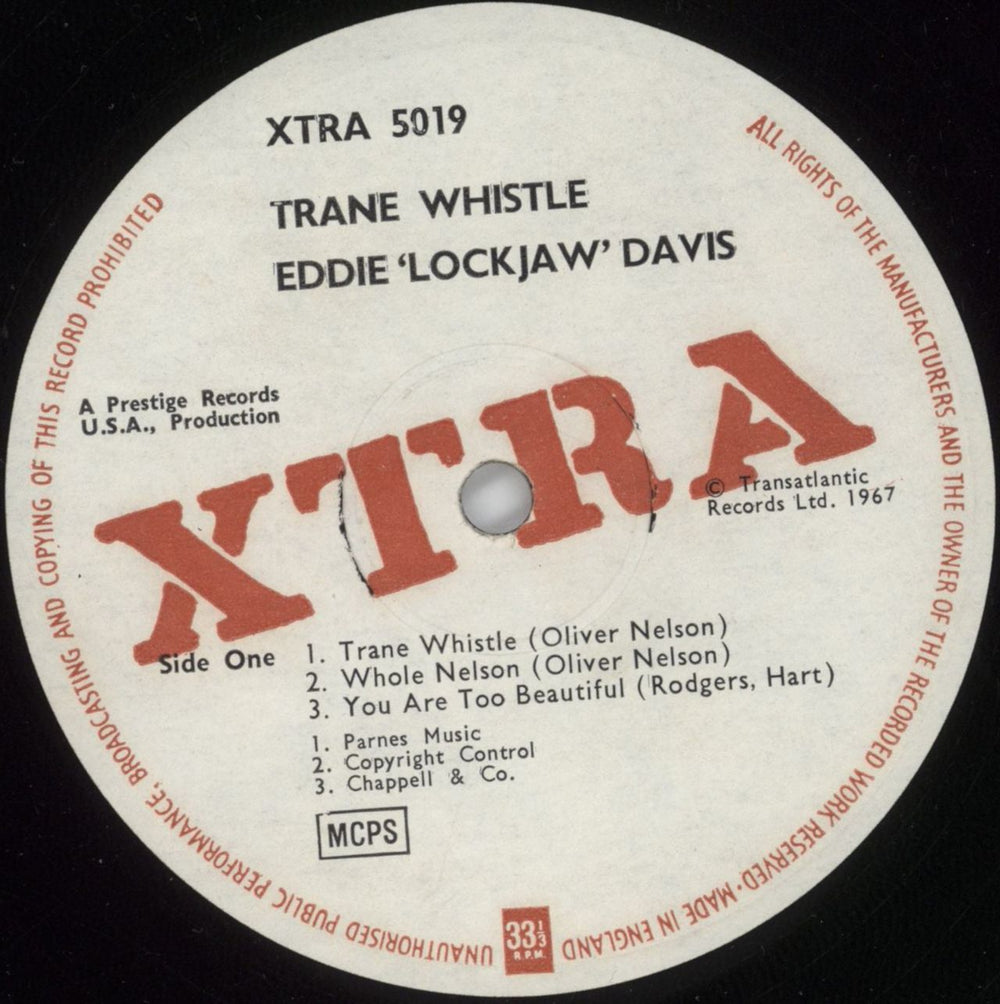 XTRA 5019
TRANE WHISTLE
EDDIE ‘LOCKJAW’ DAVIS
A Prestige Records
U.S.A., Production
XTRA
© Transatlantic
Records Ltd. 1967
Side One
1. Trane Whistle (Oliver Nelson)
2. Whole Nelson (Oliver Nelson)
3. You Are Too Beautiful (Rodgers, Hart)
1. Parnes Music
2. Copyright Control
3. Chappell & Co.
MCPS
33⅓
R.P.M.
ALL RIGHTS OF THE MANUFACTURERS AND THE OWNER OF THE RECORDED WORK RESERVED · MADE IN ENGLAND
UNAUTHORISED PUBLIC PERFORMANCE, BROADCASTING AND COPYING OF THIS RECORD PROHIBITED